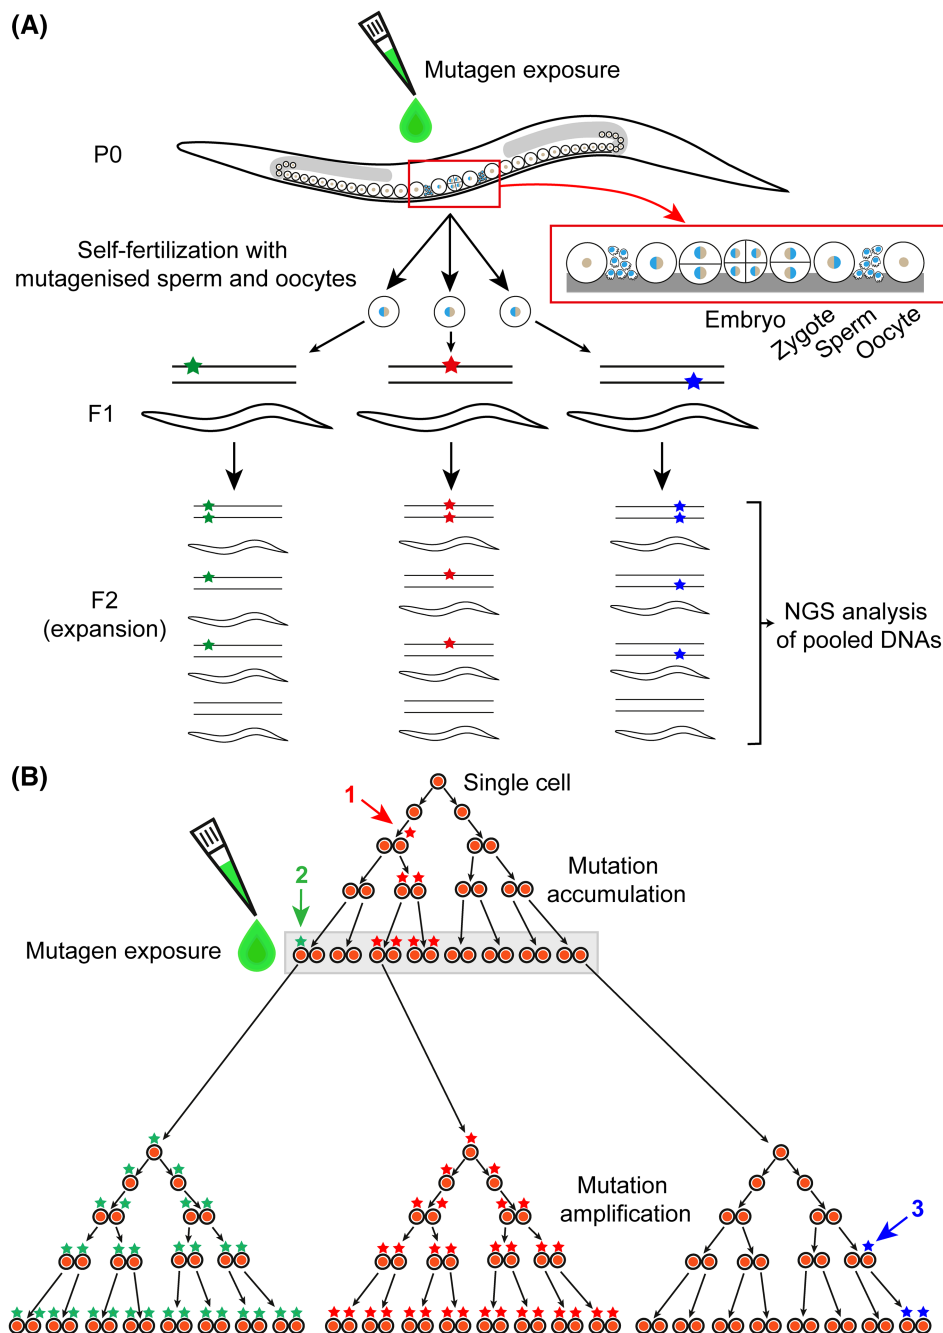 (A)
Mutagen exposure
P0
Self-fertilization with
mutagenised sperm and oocytes
Embryo
Zygote
Sperm
Oocyte
F1
F2
(expansion)
NGS analysis
of pooled DNAs
(B)
Single cell
1
Mutation
accumulation
2
Mutagen exposure
Mutation
amplification
3